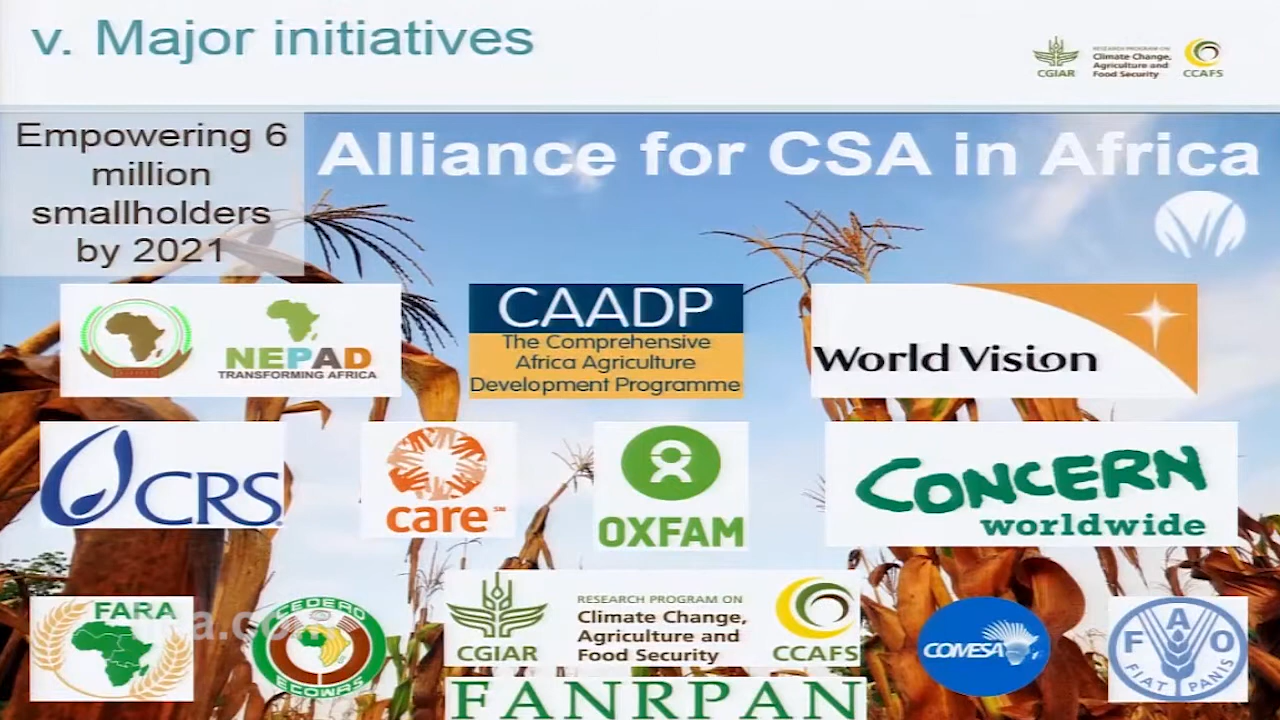 v. Major initiatives
CGIAR
RESEARCH PROGRAM ON
Climate Change,
Agriculture and
Food Security
CCAFS
Empowering 6
million
smallholders
by 2021
Alliance for CSA in Africa
NEPAD
TRANSFORMING AFRICA
CAADP
The Comprehensive
Africa Agriculture
Development Programme
World Vision
CRS
care
OXFAM
CONCERN
worldwide
FARA
CEDEAO
ECOWAS
CGIAR
RESEARCH PROGRAM ON
Climate Change,
Agriculture and
Food Security
CCAFS
COMESA
FAO
FIAT PANIS
FANRPAN